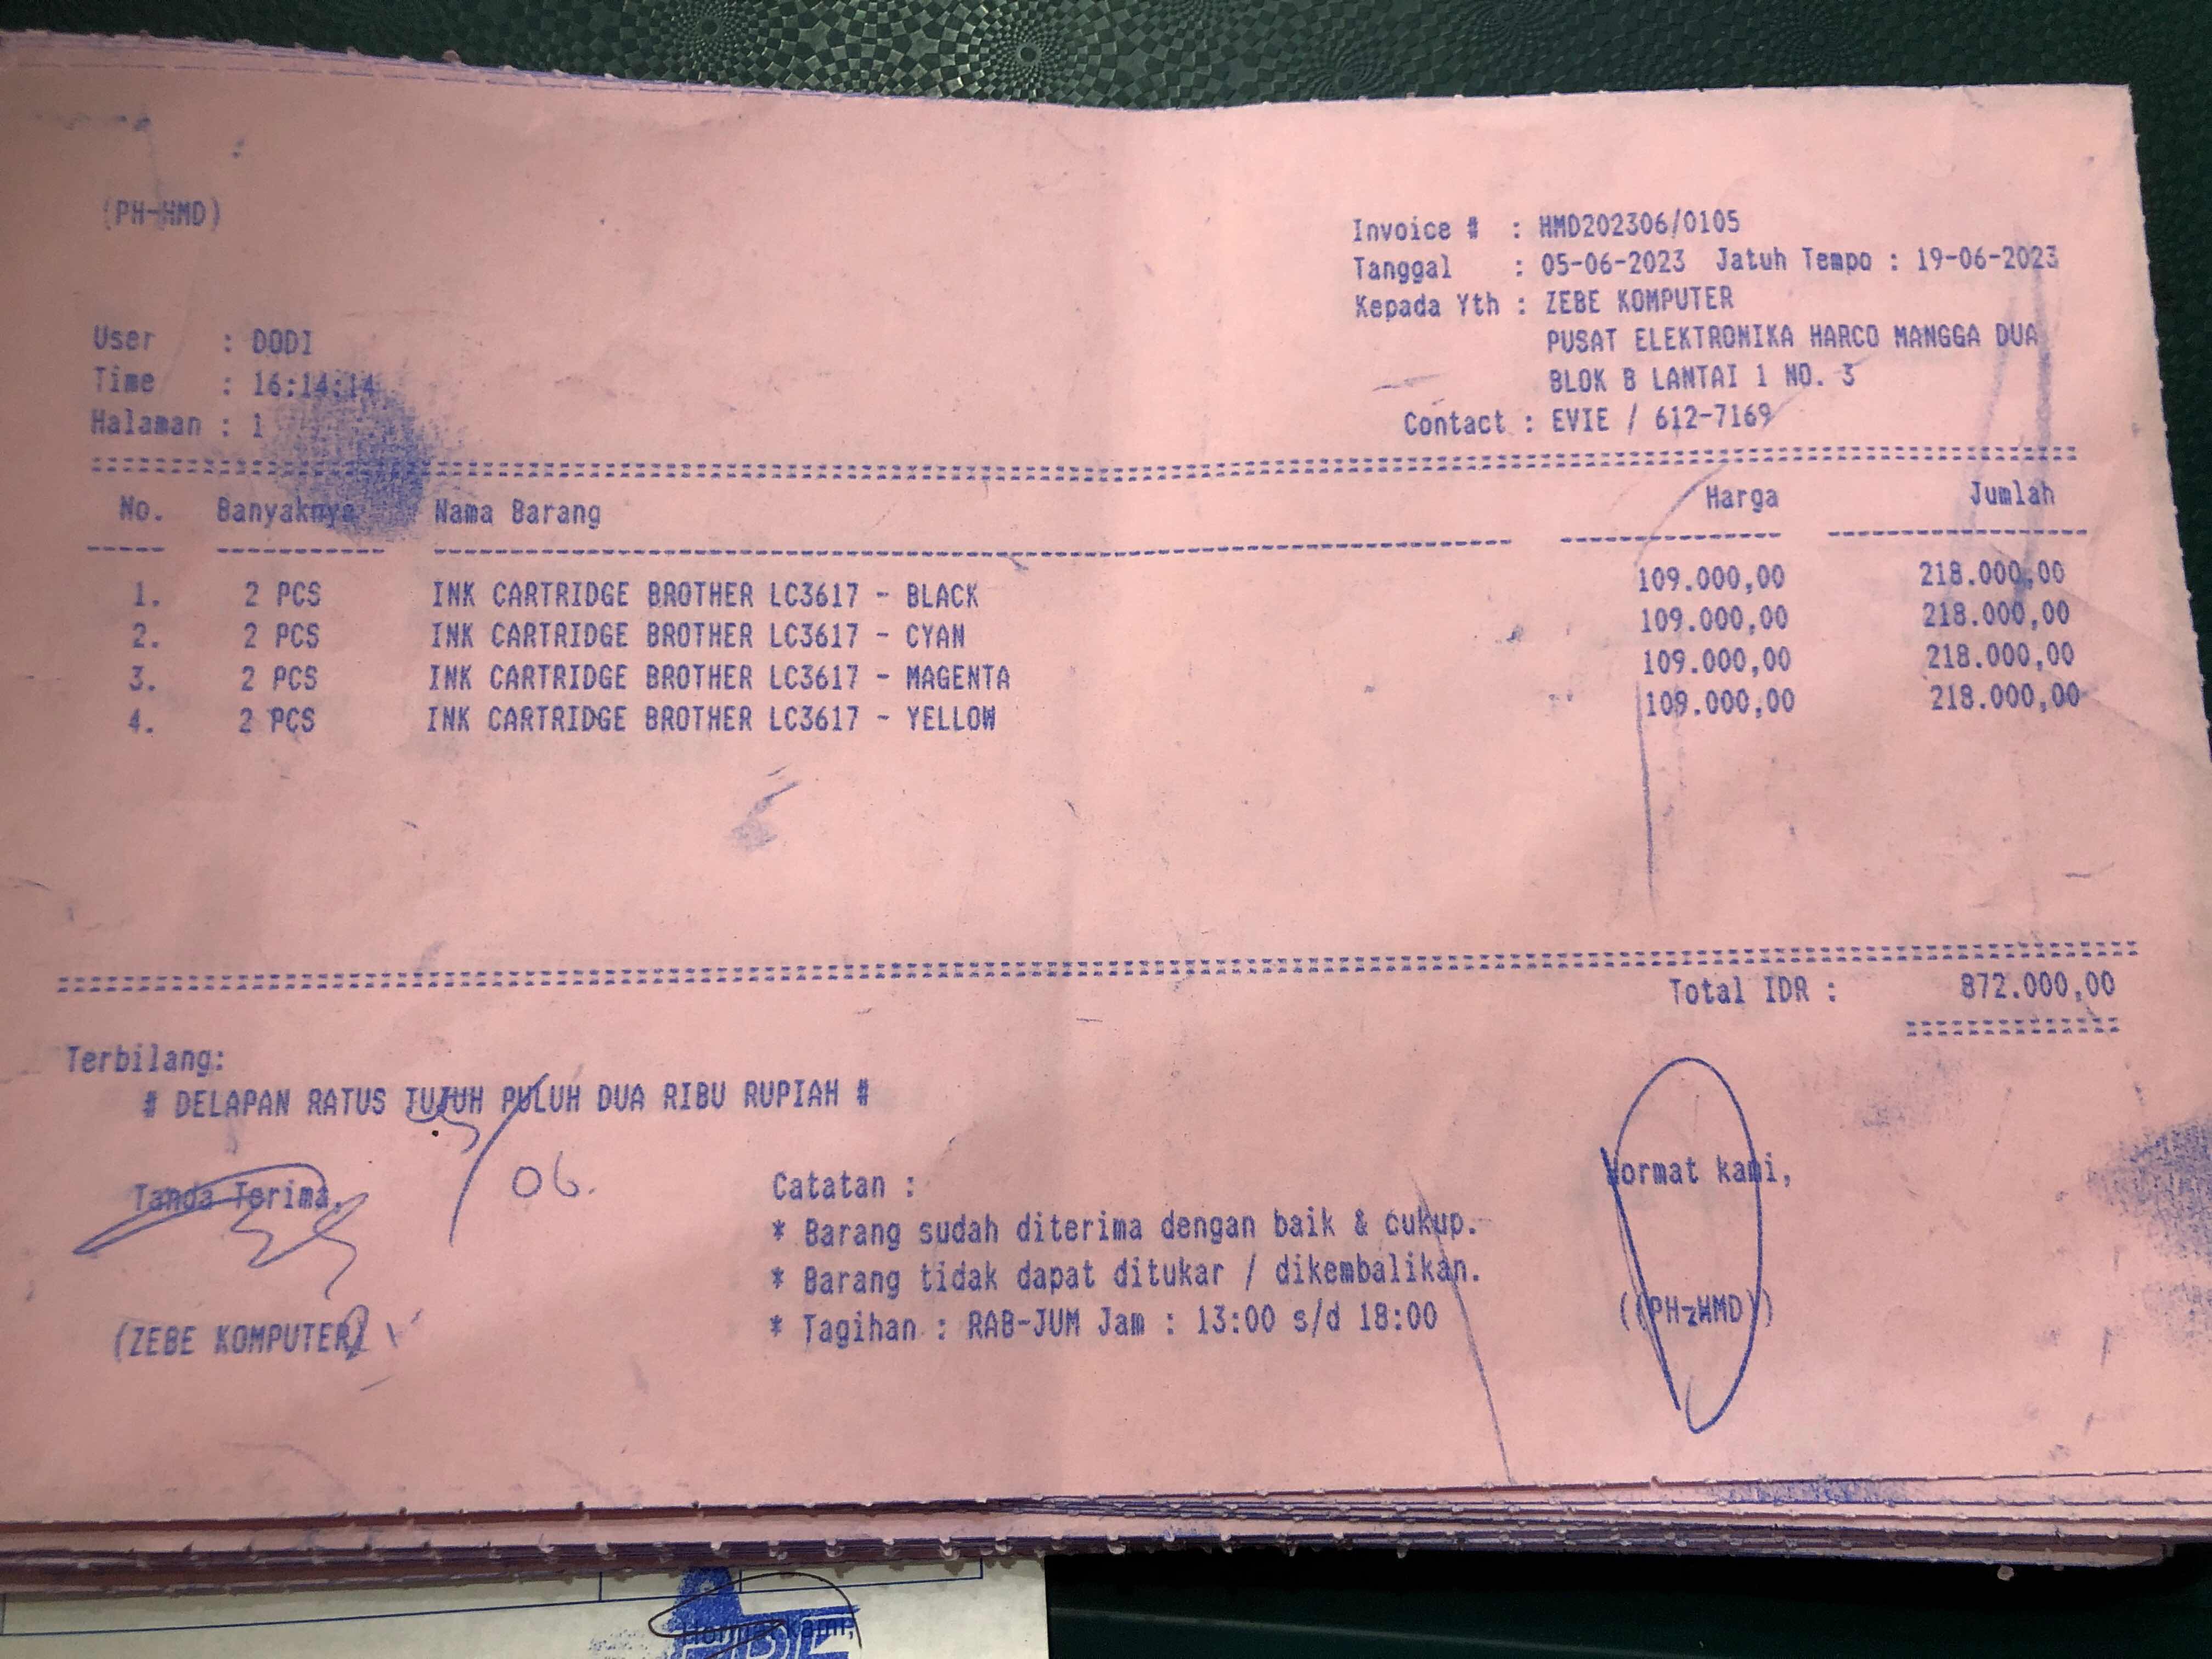 (PH-HMD)
Invoice # : HMD202306/0105
Tanggal : 05-06-2023 Jatuh Tempo : 19-06-2023
Kepada Yth : ZEBE KOMPUTER
PUSAT ELEKTRONIKA HARCO MANGGA DUA
BLOK B LANTAI 1 NO. 3
Contact : EVIE / 612-7169
User : DODI
Time : 16:14:14
Halaman : 1
No. Banyaknya Nama Barang Harga Jumlah
1. 2 PCS INK CARTRIDGE BROTHER LC3617 - BLACK 109.000,00 218.000,00
2. 2 PCS INK CARTRIDGE BROTHER LC3617 - CYAN 109.000,00 218.000,00
3. 2 PCS INK CARTRIDGE BROTHER LC3617 - MAGENTA 109.000,00 218.000,00
4. 2 PCS INK CARTRIDGE BROTHER LC3617 - YELLOW 109.000,00 218.000,00
Total IDR : 872.000,00
Terbilang:
# DELAPAN RATUS TUJUH PULUH DUA RIBU RUPIAH #
/ 06.
Tanda Terima,
(ZEBE KOMPUTER)
Catatan :
* Barang sudah diterima dengan baik & cukup.
* Barang tidak dapat ditukar / dikembalikan.
* Tagihan : RAB-JUM Jam : 13:00 s/d 18:00
Hormat kami,
((PH-HMD))
Hormat kami,